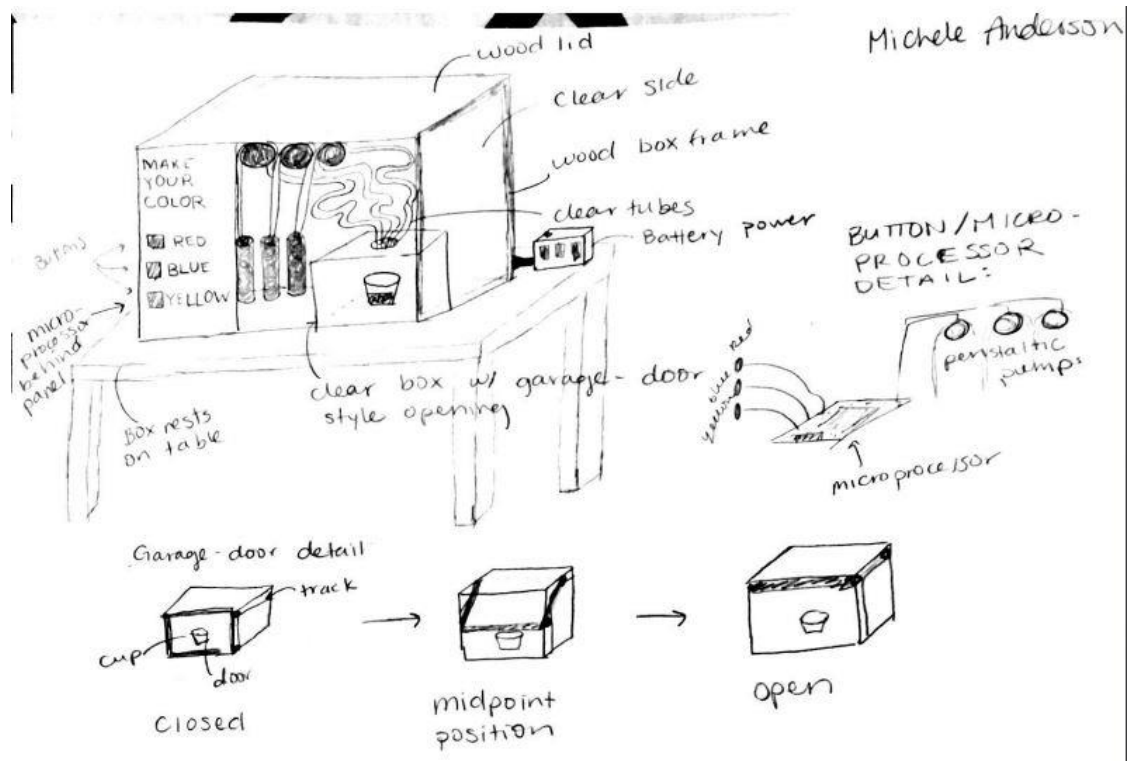 Michele Anderson
wood lid
clear side
wood box frame
clear tubes
Battery power
MAKE
YOUR
COLOR
RED
BLUE
YELLOW
Buttons
micro-
processor
behind
panel
Box rests
on table
clear box w/ garage-door
style opening
BUTTON/MICRO-
PROCESSOR
DETAIL:
red
blue
yellow
peristaltic
pumps
microprocessor
Garage-door detail
track
cup
door
closed
midpoint
position
open